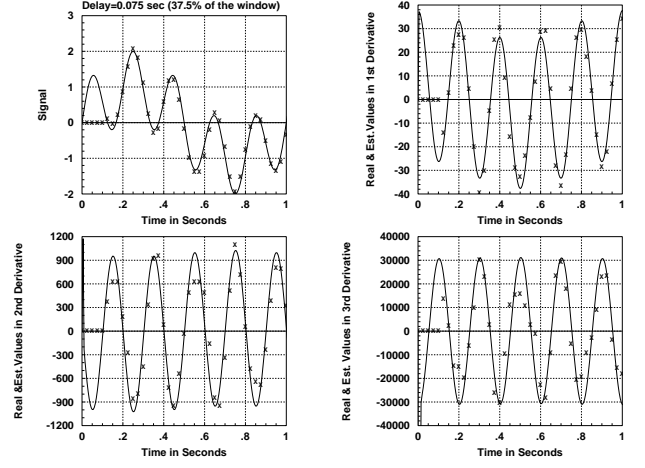 Delay=0.075 sec (37.5% of the window)
3
2
1
0
-1
-2
Signal
0 .2 .4 .6 .8 1
Time in Seconds
40
30
20
10
0
-10
-20
-30
-40
Real & Est.Values in 1st Derivative
0 .2 .4 .6 .8 1
Time in Seconds
1200
900
600
300
0
-300
-600
-900
-1200
Real &Est.Values in 2nd Derivative
0 .2 .4 .6 .8 1
Time in Seconds
40000
30000
20000
10000
0
-10000
-20000
-30000
-40000
Real & Est. Values in 3rd Derivative
0 .2 .4 .6 .8 1
Time in Seconds